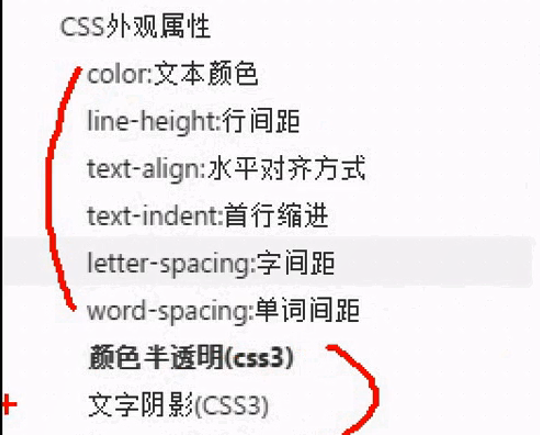 CSS外观属性
color:文本颜色
line-height:行间距
text-align:水平对齐方式
text-indent:首行缩进
letter-spacing:字间距
word-spacing:单词间距
颜色半透明(css3)
文字阴影(CSS3)